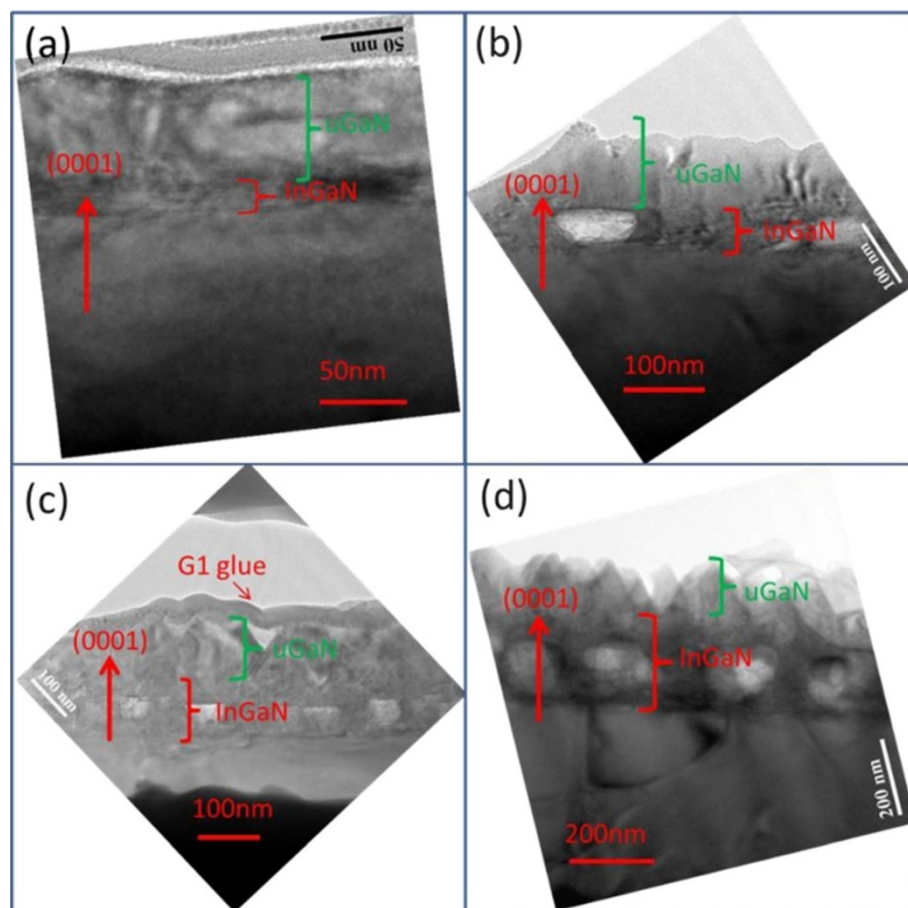 (a)
50 nm
uGaN
(0001)
InGaN
50nm
(b)
uGaN
(0001)
InGaN
100 nm
100nm
(c)
G1 glue
(0001)
uGaN
100 nm
InGaN
100nm
(d)
(0001)
uGaN
InGaN
200 nm
200nm